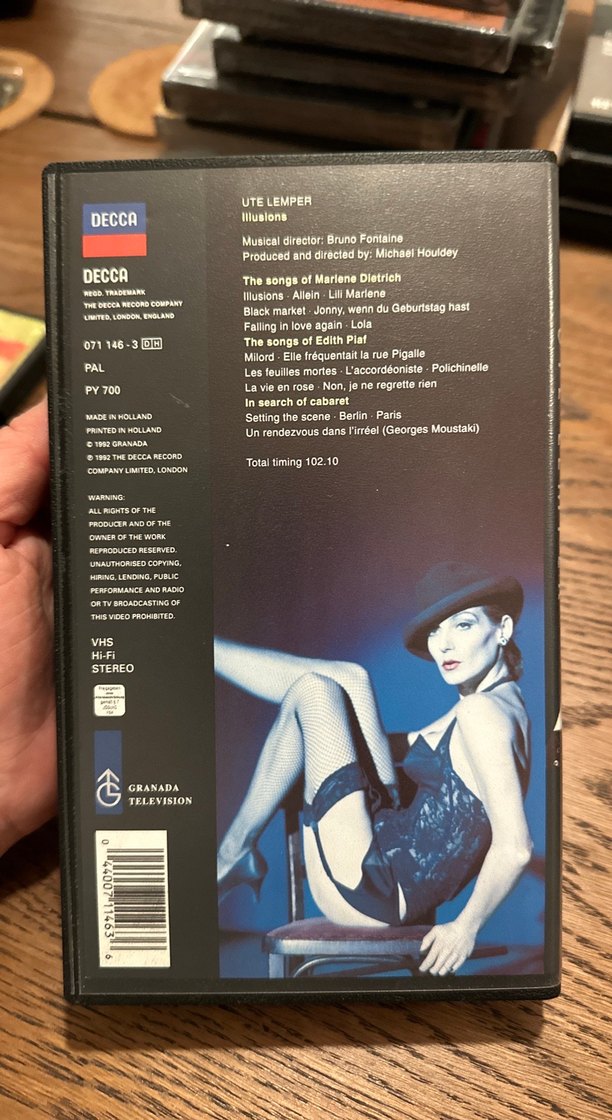 DECCA
DECCA
REGD. TRADEMARK
THE DECCA RECORD COMPANY
LIMITED, LONDON, ENGLAND
071 146 - 3 DH
PAL
PY 700
MADE IN HOLLAND
PRINTED IN HOLLAND
© 1992 GRANADA
℗ 1992 THE DECCA RECORD
COMPANY LIMITED, LONDON
WARNING:
ALL RIGHTS OF THE
PRODUCER AND OF THE
OWNER OF THE WORK
REPRODUCED RESERVED.
UNAUTHORISED COPYING,
HIRING, LENDING, PUBLIC
PERFORMANCE AND RADIO
OR TV BROADCASTING OF
THIS VIDEO PROHIBITED.
VHS
Hi-Fi
STEREO
Freigegeben
GRANADA
TELEVISION
0 44007 11463 6
UTE LEMPER
Illusions
Musical director: Bruno Fontaine
Produced and directed by: Michael Houldey
The songs of Marlene Dietrich
Illusions · Allein · Lili Marlene
Black market · Jonny, wenn du Geburtstag hast
Falling in love again · Lola
The songs of Edith Piaf
Milord · Elle fréquentait la rue Pigalle
Les feuilles mortes · L'accordéoniste · Polichinelle
La vie en rose · Non, je ne regrette rien
In search of cabaret
Setting the scene · Berlin · Paris
Un rendezvous dans l'irréel (Georges Moustaki)
Total timing 102.10